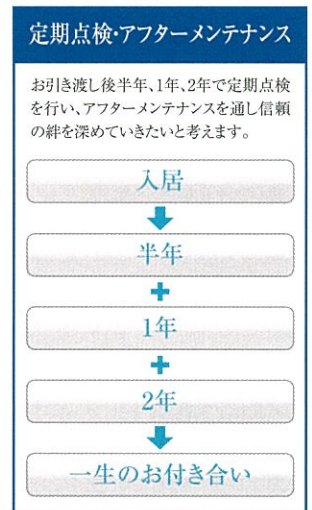 定期点検・アフターメンテナンス
お引き渡し後半年、1年、2年で定期点検
を行い、アフターメンテナンスを通し信頼
の絆を深めていきたいと考えます。
入居
半年
+
1年
+
2年
一生のお付き合い